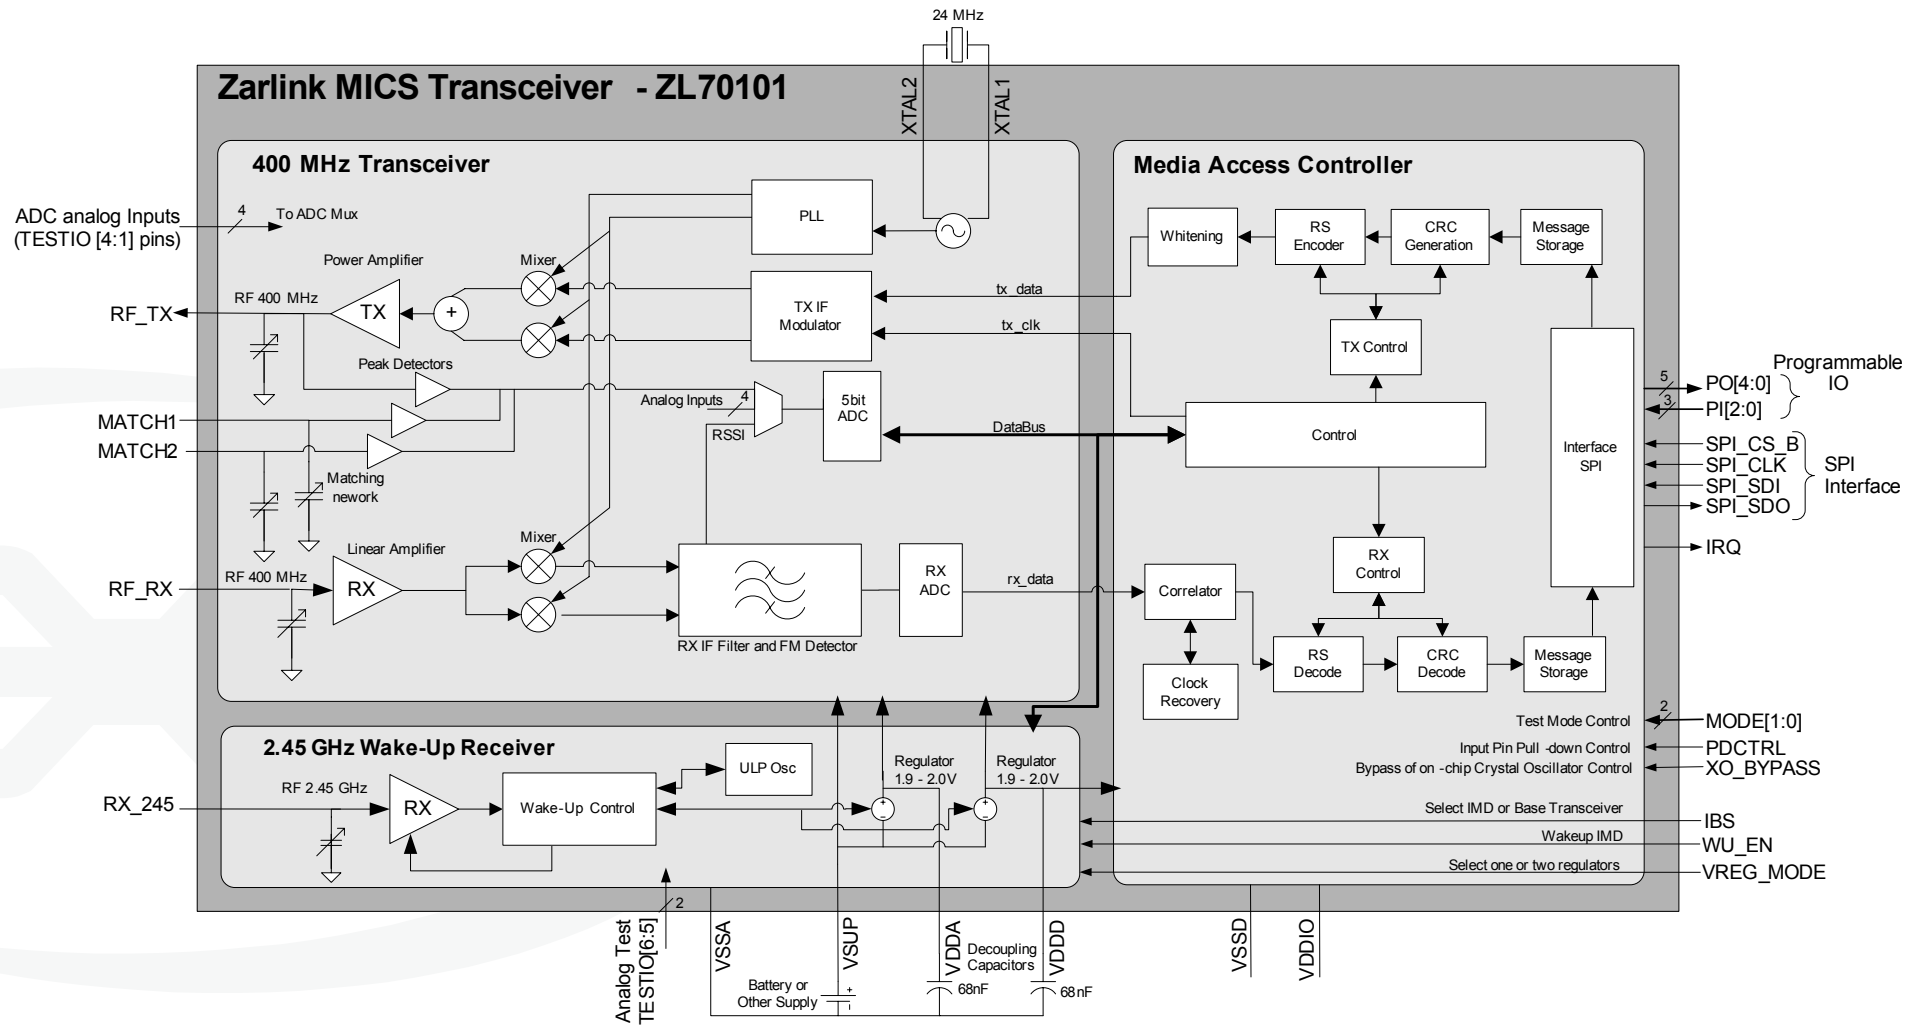 24 MHz
Zarlink MICS Transceiver - ZL70101
XTAL2
XTAL1
400 MHz Transceiver
Media Access Controller
ADC analog Inputs
(TESTIO [4:1] pins)
4
To ADC Mux
PLL
Whitening
RS
Encoder
CRC
Generation
Message
Storage
Power Amplifier
Mixer
RF 400 MHz
RF_TX
TX
+
TX IF
Modulator
tx_data
tx_clk
TX Control
Peak Detectors
Programmable
IO
5
PO[4:0]
3
PI[2:0]
Analog Inputs
4
RSSI
5bit
ADC
DataBus
Control
Interface
SPI
MATCH1
MATCH2
SPI_CS_B
SPI_CLK
SPI_SDI
SPI_SDO
SPI
Interface
Matching
nework
IRQ
Mixer
Linear Amplifier
RF 400 MHz
RF_RX
RX
RX
ADC
rx_data
RX IF Filter and FM Detector
Correlator
RX
Control
Clock
Recovery
RS
Decode
CRC
Decode
Message
Storage
Test Mode Control
2
MODE[1:0]
Input Pin Pull -down Control
PDCTRL
Bypass of on -chip Crystal Oscillator Control
XO_BYPASS
2.45 GHz Wake-Up Receiver
ULP Osc
Regulator
1.9 - 2.0V
Regulator
1.9 - 2.0V
RF 2.45 GHz
RX_245
RX
Wake-Up Control
+
-
+
-
Select IMD or Base Transceiver
IBS
Wakeup IMD
WU_EN
Select one or two regulators
VREG_MODE
2
Analog Test
TESTIO[6:5]
VSSA
VSUP
VDDA
Decoupling
Capacitors
VDDD
VSSD
VDDIO
Battery or
Other Supply
+
-
68nF
68nF